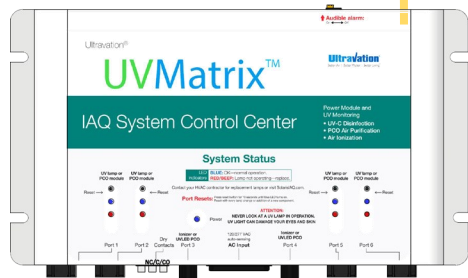 Audible alarm:
Ultravation®
UVMatrix™
Ultravation
IAQ System Control Center
Power Module and
UV Monitoring
• UV-C Disinfection
• PCO Air Purification
• Air Ionization
System Status
LED
Indicators
BLUE: OK—normal operation
RED/BEEP: Lamp not operating - replace
UV lamp or
PCO module
UV lamp or
PCO module
UV lamp or
PCO module
UV lamp or
PCO module
Contact your HVAC contractor for replacement lamps or visit
Reset
Reset
Port Resets:
Reset
Reset
ATTENTION:
NEVER LOOK AT A UV LAMP IN OPERATION.
UV LIGHT CAN DAMAGE YOUR EYES AND SKIN
Power
Port 1
Port 2
Dry
Contacts
Ionizer or
UV/LED PCO
Port 3
120/277 VAC
auto-sensing
AC Input
Ionizer or
UV/LED PCO
Port 4
Port 5
Port 6
NC/C/CO